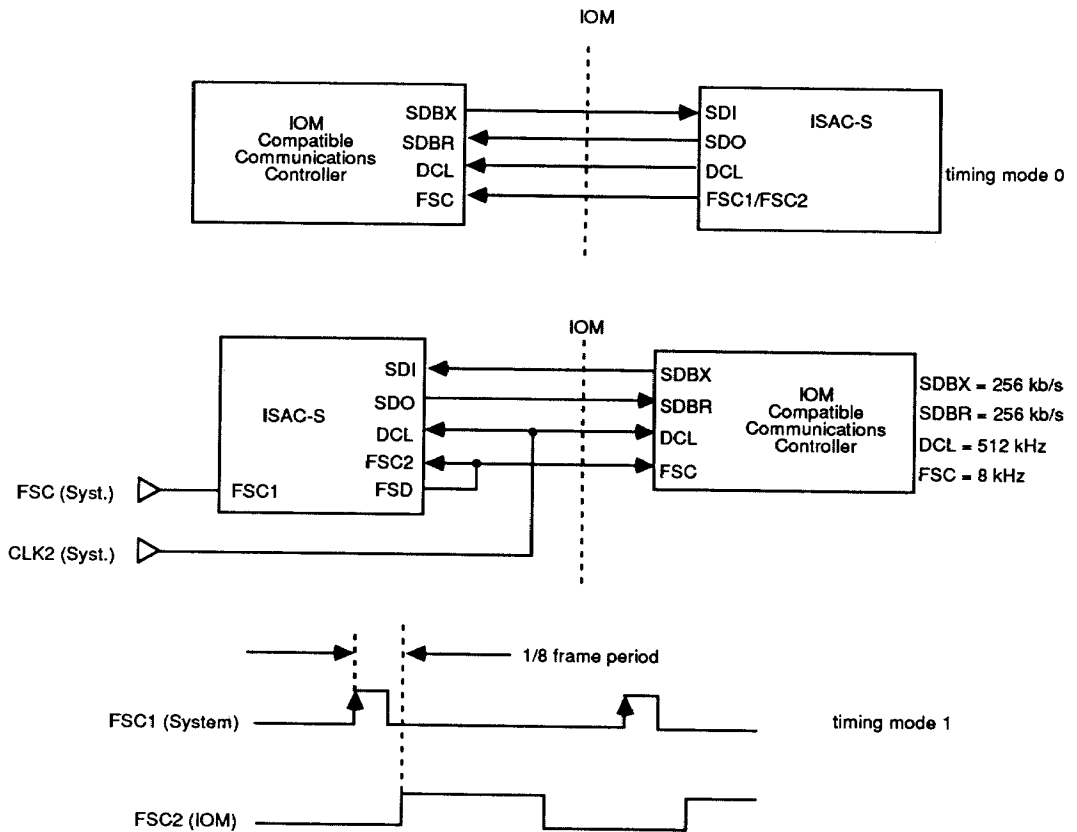 IOM
IOM
Compatible
Communications
Controller
SDBX
SDBR
DCL
FSC
SDI
SDO
DCL
FSC1/FSC2
ISAC-S
timing mode 0
IOM
ISAC-S
SDI
SDO
DCL
FSC2
FSD
FSC1
FSC (Syst.)
CLK2 (Syst.)
SDBX
SDBR
DCL
FSC
IOM
Compatible
Communications
Controller
SDBX = 256 kb/s
SDBR = 256 kb/s
DCL = 512 kHz
FSC = 8 kHz
1/8 frame period
FSC1 (System)
timing mode 1
FSC2 (IOM)